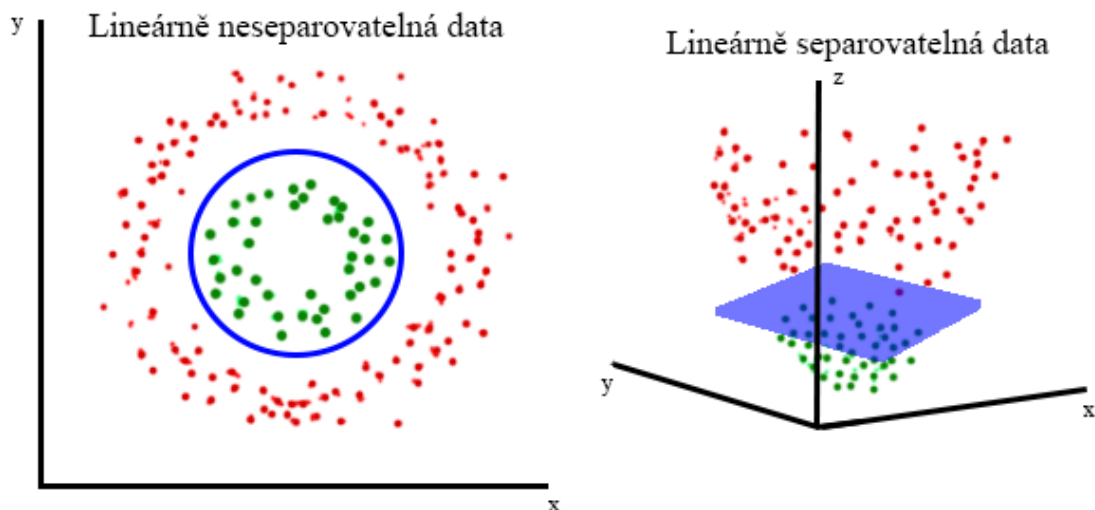 y
Lineárně neseparovatelná data
x
Lineárně separovatelná data
z
y
x